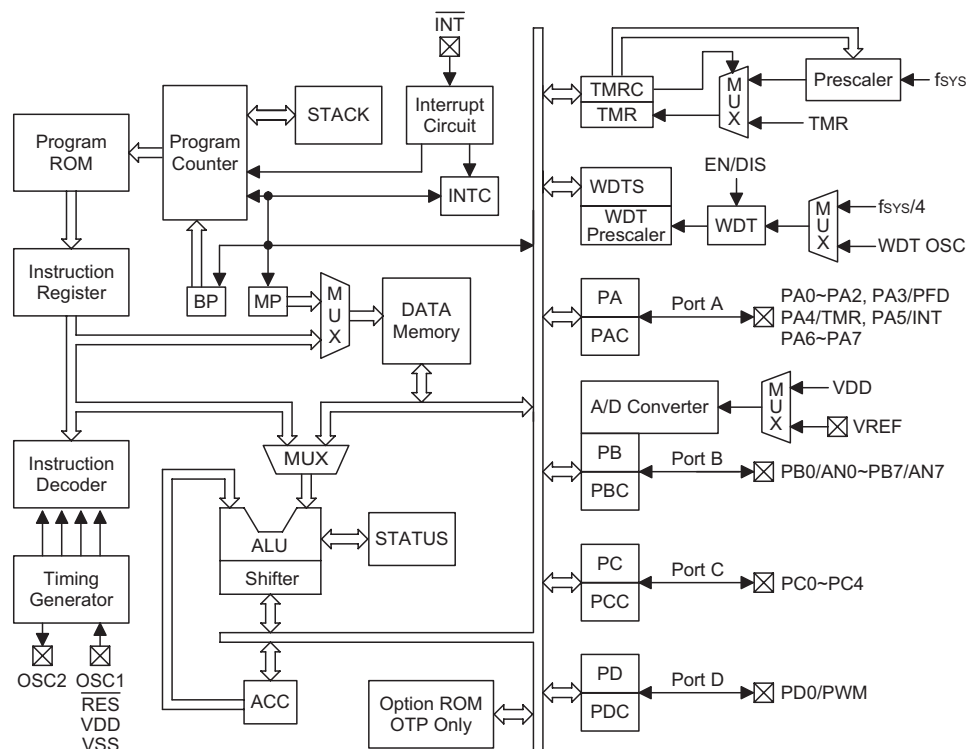 INT
Interrupt
Circuit
STACK
Program
Counter
Program
ROM
INTC
Instruction
Register
BP
MP
MUX
DATA
Memory
Instruction
Decoder
MUX
ALU
Shifter
STATUS
Timing
Generator
OSC2
OSC1
RES
VDD
VSS
ACC
Option ROM
OTP Only
TMRC
TMR
MUX
Prescaler
fSYS
TMR
EN/DIS
WDTS
WDT
Prescaler
WDT
MUX
fSYS/4
WDT OSC
PA
PAC
Port A
PA0~PA2, PA3/PFD
PA4/TMR, PA5/INT
PA6~PA7
A/D Converter
MUX
VDD
VREF
PB
PBC
Port B
PB0/AN0~PB7/AN7
PC
PCC
Port C
PC0~PC4
PD
PDC
Port D
PD0/PWM